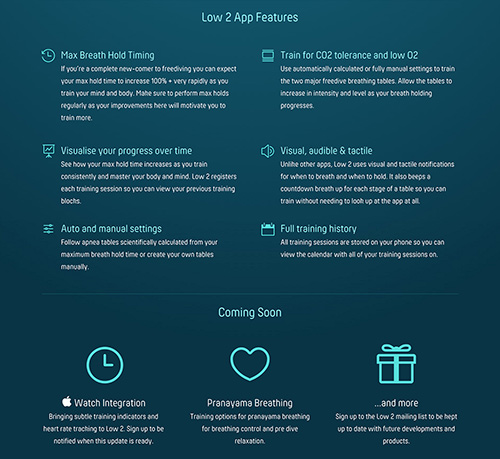 Low 2 App Features
Max Breath Hold Timing
If you're a complete new-comer to freediving you can expect
your max hold time to increase 100% + very rapidly as you
train your mind and body. Make sure to perform max holds
regularly as your improvements here will motivate you to
train more.
Train for CO2 tolerance and low O2
Use automatically calculated or fully manual settings to train
the two major freedive breathing tables. Allow the tables to
increase in intensity and level as your breath holding
progresses.
Visualise your progress over time
See how your max hold time increases as you train
consistently and master your body and mind. Low 2 registers
each training session so you can view your previous training
blocks.
Visual, audible & tactile
Unlike other apps, Low 2 uses visual and tactile notifications
for when to breath and when to hold. It also beeps a
countdown breath up for each stage of a table so you can
train without needing to look up at the app at all.
Auto and manual settings
Follow apnea tables scientifically calculated from your
maximum breath hold time or create your own tables
manually.
Full training history
All training sessions are stored on your phone so you can
view the calendar with all of your training sessions on.
Coming Soon
Watch Integration
Bringing subtle training indicators and
heart rate traching to Low 2. Sign up to be
notified when this update is ready.
Pranayama Breathing
Training options for pranayama breathing
for breathing control and pre dive
relaxation.
...and more
Sign up to the Low 2 mailing list to be hept
up to date with future developments and
products.